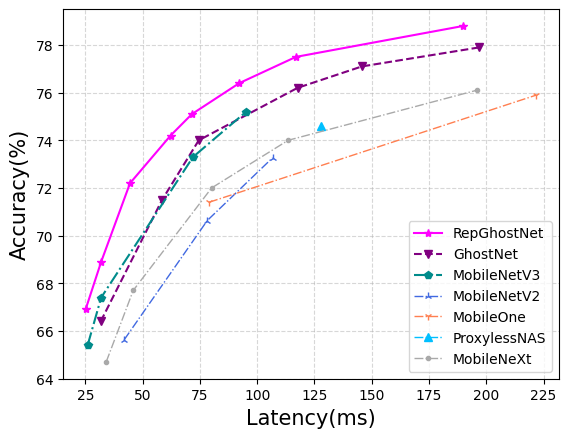 78
76
74
72
70
68
66
64
Accuracy(%)
25
50
75
100
125
150
175
200
225
Latency(ms)
RepGhostNet
GhostNet
MobileNetV3
MobileNetV2
MobileOne
ProxylessNAS
MobileNeXt